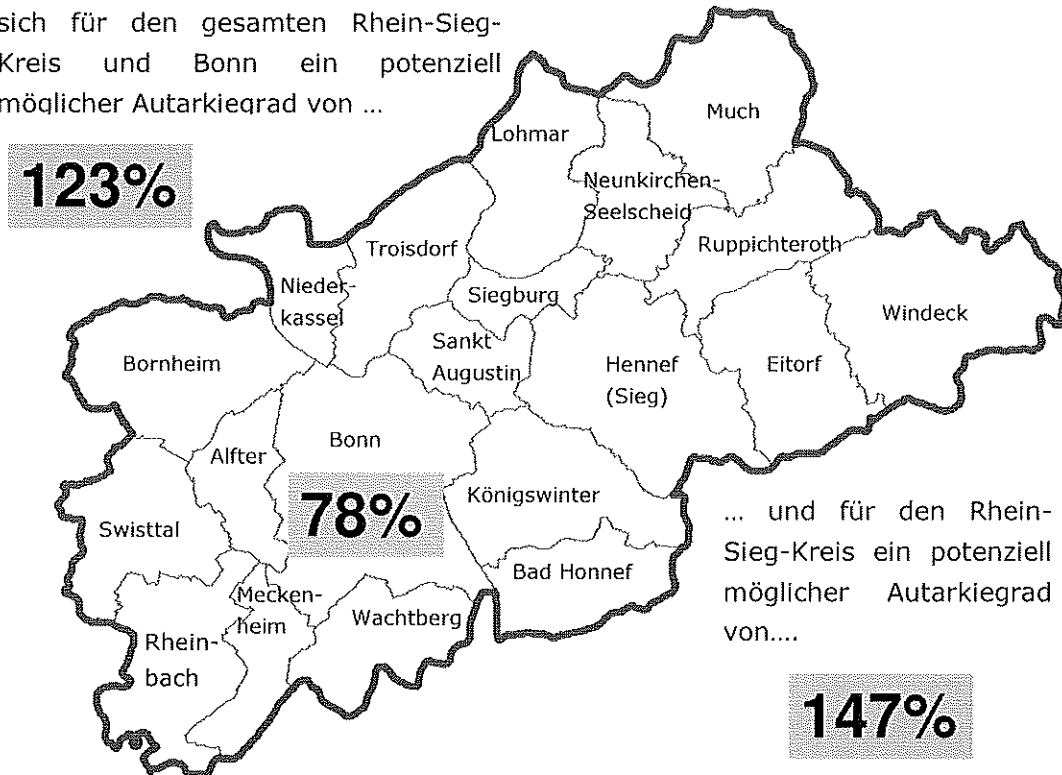 sich für den gesamten Rhein-Sieg-
Kreis und Bonn ein potenziell
möglicher Autarkiegrad von ...
123%
Much
Lohmar
Neunkirchen-
Seelscheid
Troisdorf
Ruppichteroth
Nieder-
kassel
Siegburg
Windeck
Sankt
Augustin
Bornheim
Hennef
(Sieg)
Eitorf
Bonn
Alfter
78%
Königswinter
Swisttal
Bad Honnef
Mecken-
heim
Wachtberg
Rhein-
bach
... und für den Rhein-
Sieg-Kreis ein potenziell
möglicher Autarkiegrad
von....
147%